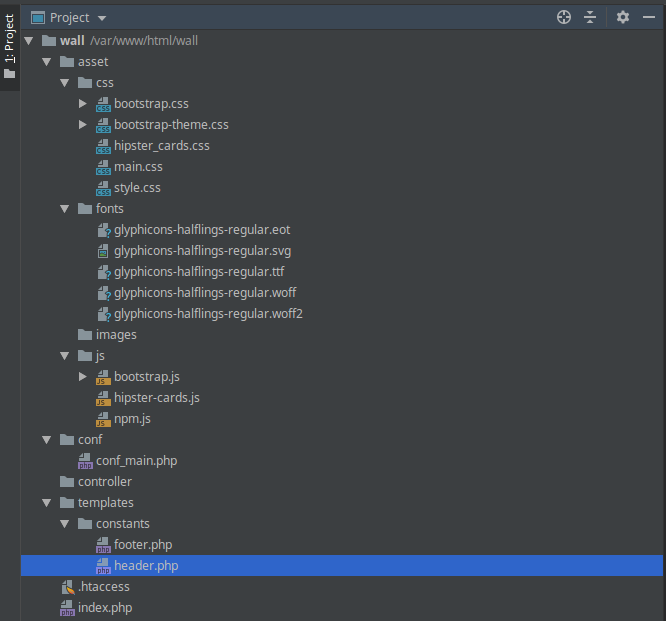 1: Project
Project
wall /var/www/html/wall
asset
css
bootstrap.css
bootstrap-theme.css
hipster_cards.css
main.css
style.css
fonts
glyphicons-halflings-regular.eot
glyphicons-halflings-regular.svg
glyphicons-halflings-regular.ttf
glyphicons-halflings-regular.woff
glyphicons-halflings-regular.woff2
images
js
bootstrap.js
hipster-cards.js
npm.js
conf
conf_main.php
controller
templates
constants
footer.php
header.php
.htaccess
index.php